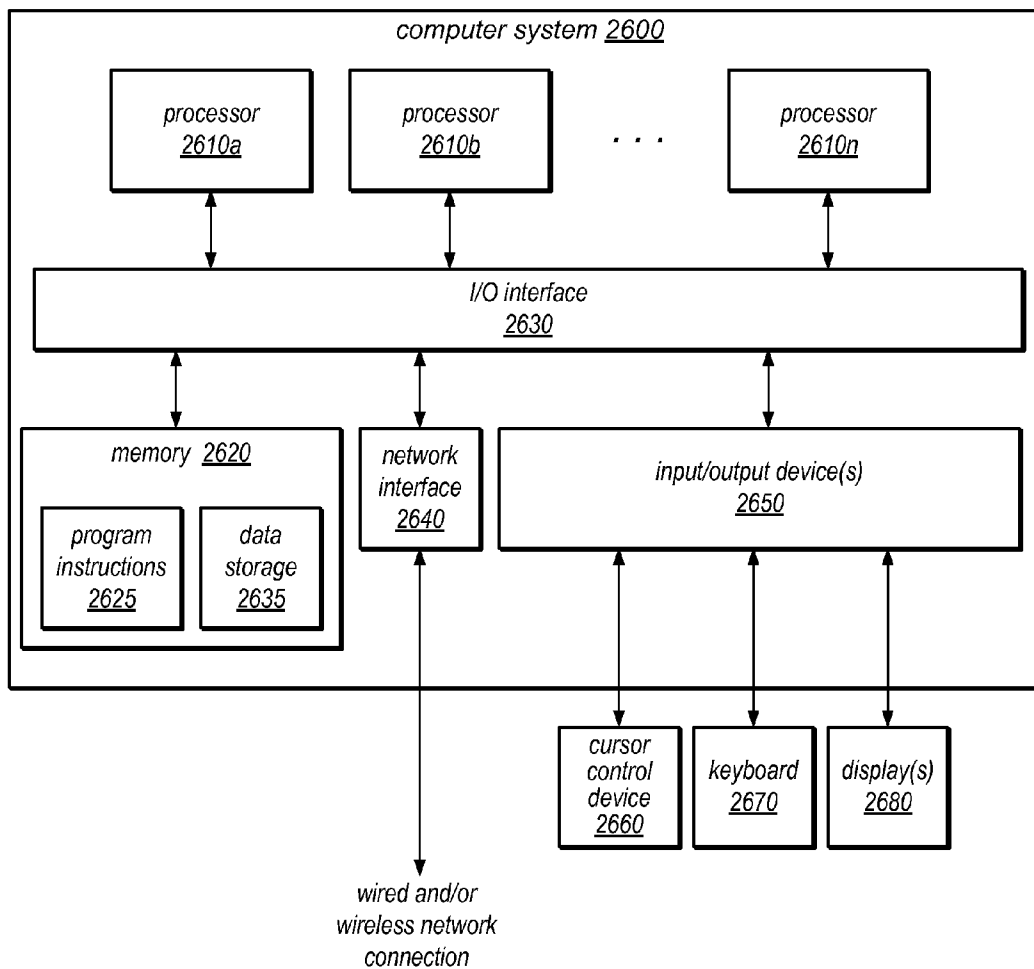 computer system 2600
processor
2610a
processor
2610b
. . .
processor
2610n
I/O interface
2630
memory 2620
program
instructions
2625
data
storage
2635
network
interface
2640
input/output device(s)
2650
cursor
control
device
2660
keyboard
2670
display(s)
2680
wired and/or
wireless network
connection